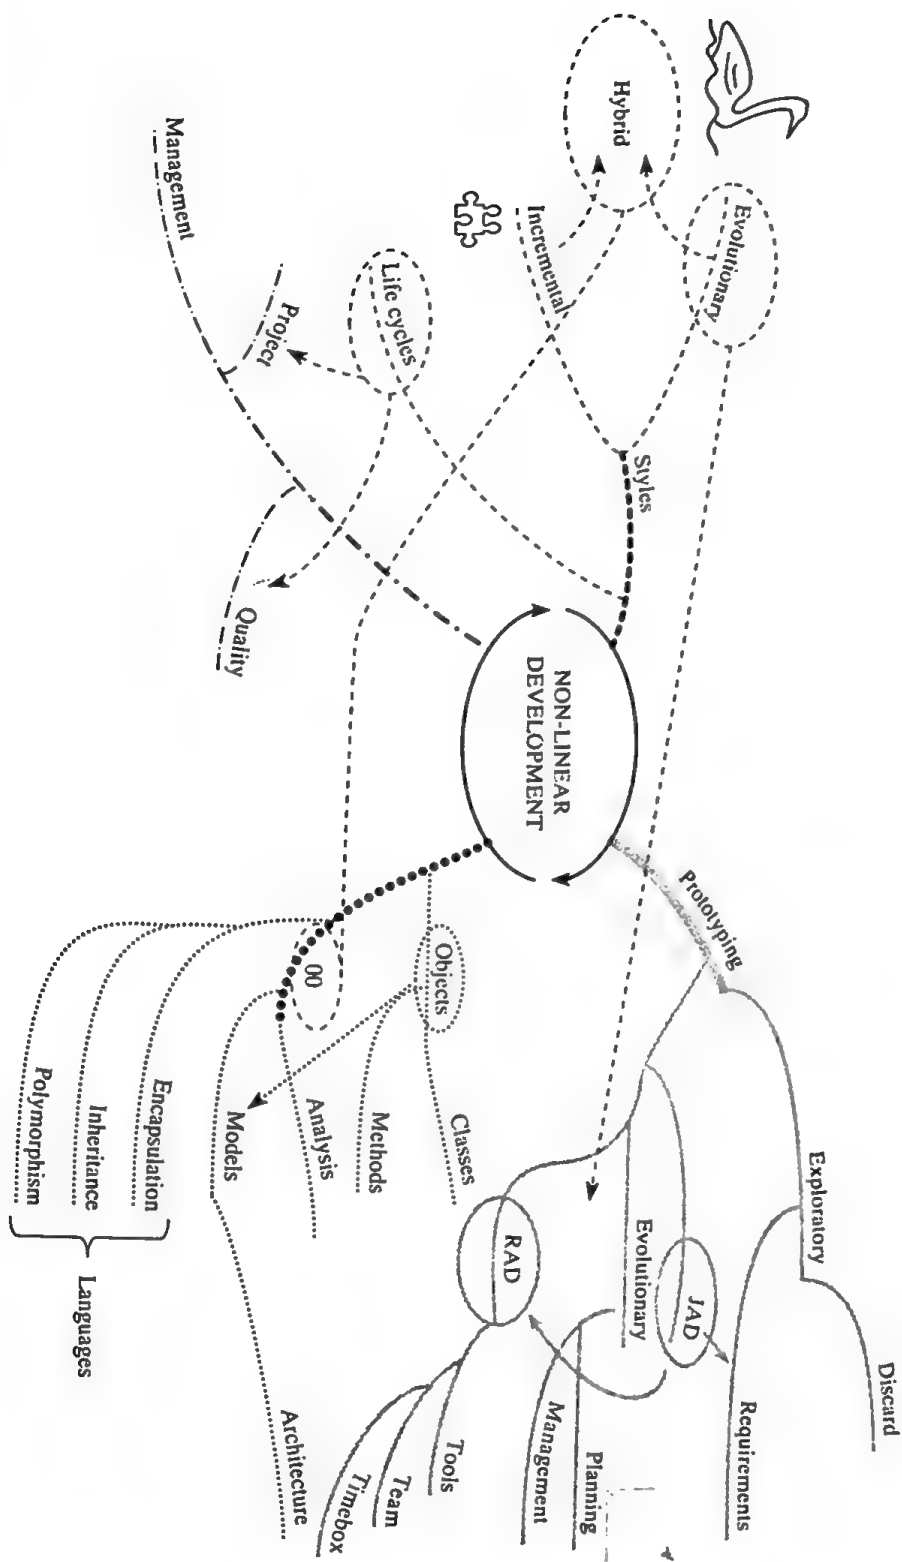 Hybrid
Evolutionary
Incremental
Styles
Life cycles
Management
Project
Quality
NON-LINEAR
DEVELOPMENT
Prototyping
Exploratory
Discard
Requirements
JAD
Evolutionary
Planning
Management
RAD
Tools
Team
Timebox
Objects
Classes
Methods
OO
Analysis
Models
Architecture
Encapsulation
Inheritance
Polymorphism
Languages